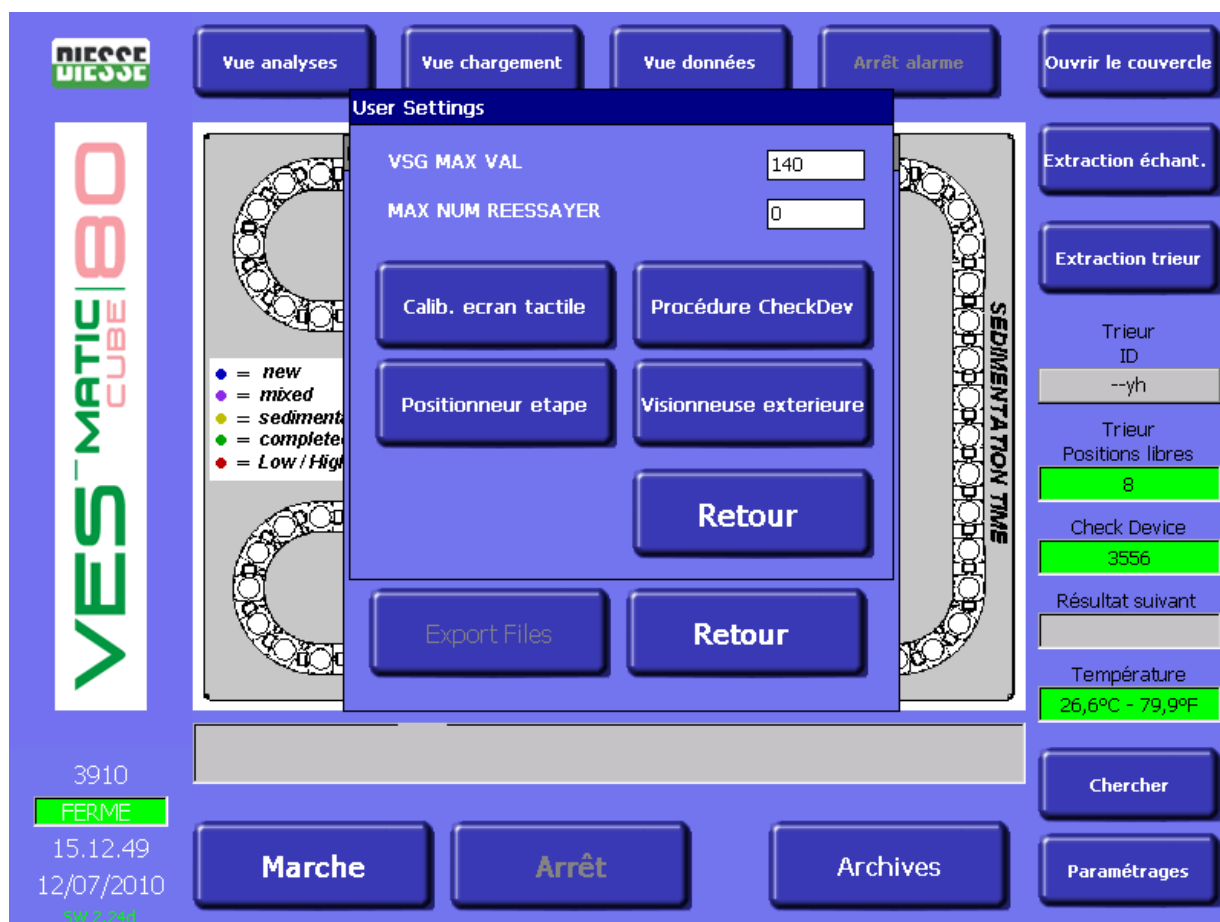 DIESSE
Vue analyses
Vue chargement
Vue données
Arrêt alarme
Ouvrir le couvercle
VES-MATIC CUBE 80
User Settings
VSG MAX VAL
140
MAX NUM REESSAYER
0
Calib. ecran tactile
Procédure CheckDev
Positionneur etape
Visionneuse exterieure
Retour
Export Files
Retour
= new
= mixed
= sedimenta
= complete
= Low / High
SEDIMENTATION TIME
Extraction échant.
Extraction trieur
Trieur
ID
--yh
Trieur
Positions libres
8
Check Device
3556
Résultat suivant
Température
26,6ºC - 79,9ºF
Chercher
Paramétrages
3910
FERME
15.12.49
12/07/2010
SW 2.24d
Marche
Arrêt
Archives